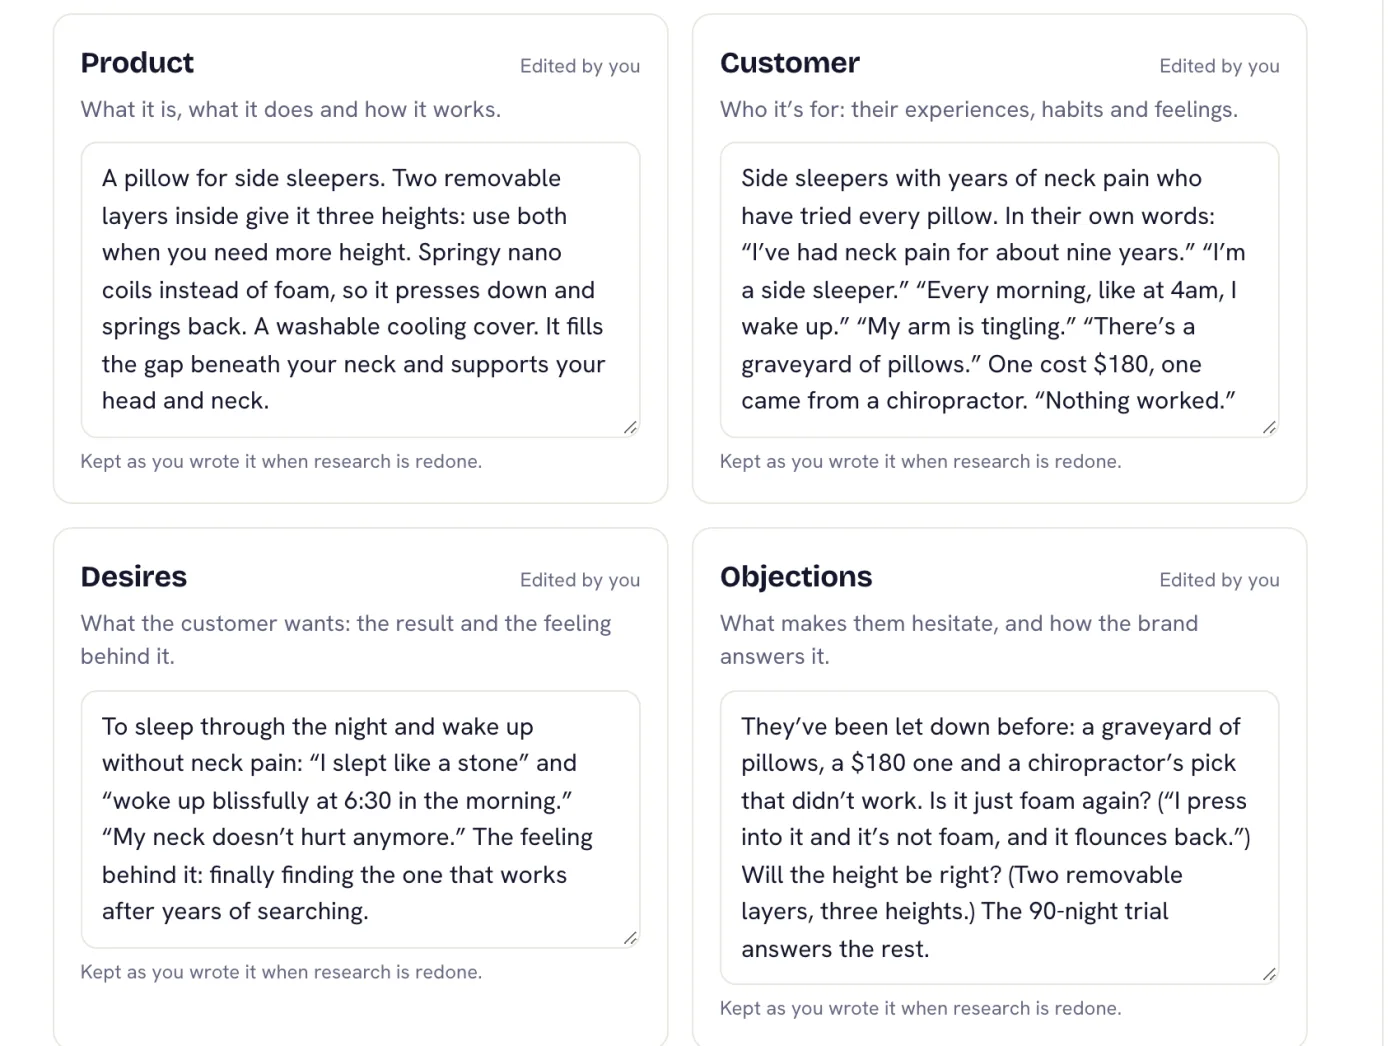 Product
Edited by you
What it is, what it does and how it works.
A pillow for side sleepers. Two removable
layers inside give it three heights: use both
when you need more height. Springy nano
coils instead of foam, so it presses down and
springs back. A washable cooling cover. It fills
the gap beneath your neck and supports your
head and neck.
Kept as you wrote it when research is redone.
Customer
Edited by you
Who it’s for: their experiences, habits and feelings.
Side sleepers with years of neck pain who
have tried every pillow. In their own words:
“I’ve had neck pain for about nine years.” “I’m
a side sleeper.” “Every morning, like at 4am, I
wake up.” “My arm is tingling.” “There’s a
graveyard of pillows.” One cost $180, one
came from a chiropractor. “Nothing worked.”
Kept as you wrote it when research is redone.
Desires
Edited by you
What the customer wants: the result and the feeling
behind it.
To sleep through the night and wake up
without neck pain: “I slept like a stone” and
“woke up blissfully at 6:30 in the morning.”
“My neck doesn’t hurt anymore.” The feeling
behind it: finally finding the one that works
after years of searching.
Kept as you wrote it when research is redone.
Objections
Edited by you
What makes them hesitate, and how the brand
answers it.
They’ve been let down before: a graveyard of
pillows, a $180 one and a chiropractor’s pick
that didn’t work. Is it just foam again? (“I press
into it and it’s not foam, and it flounces back.”)
Will the height be right? (Two removable
layers, three heights.) The 90-night trial
answers the rest.
Kept as you wrote it when research is redone.